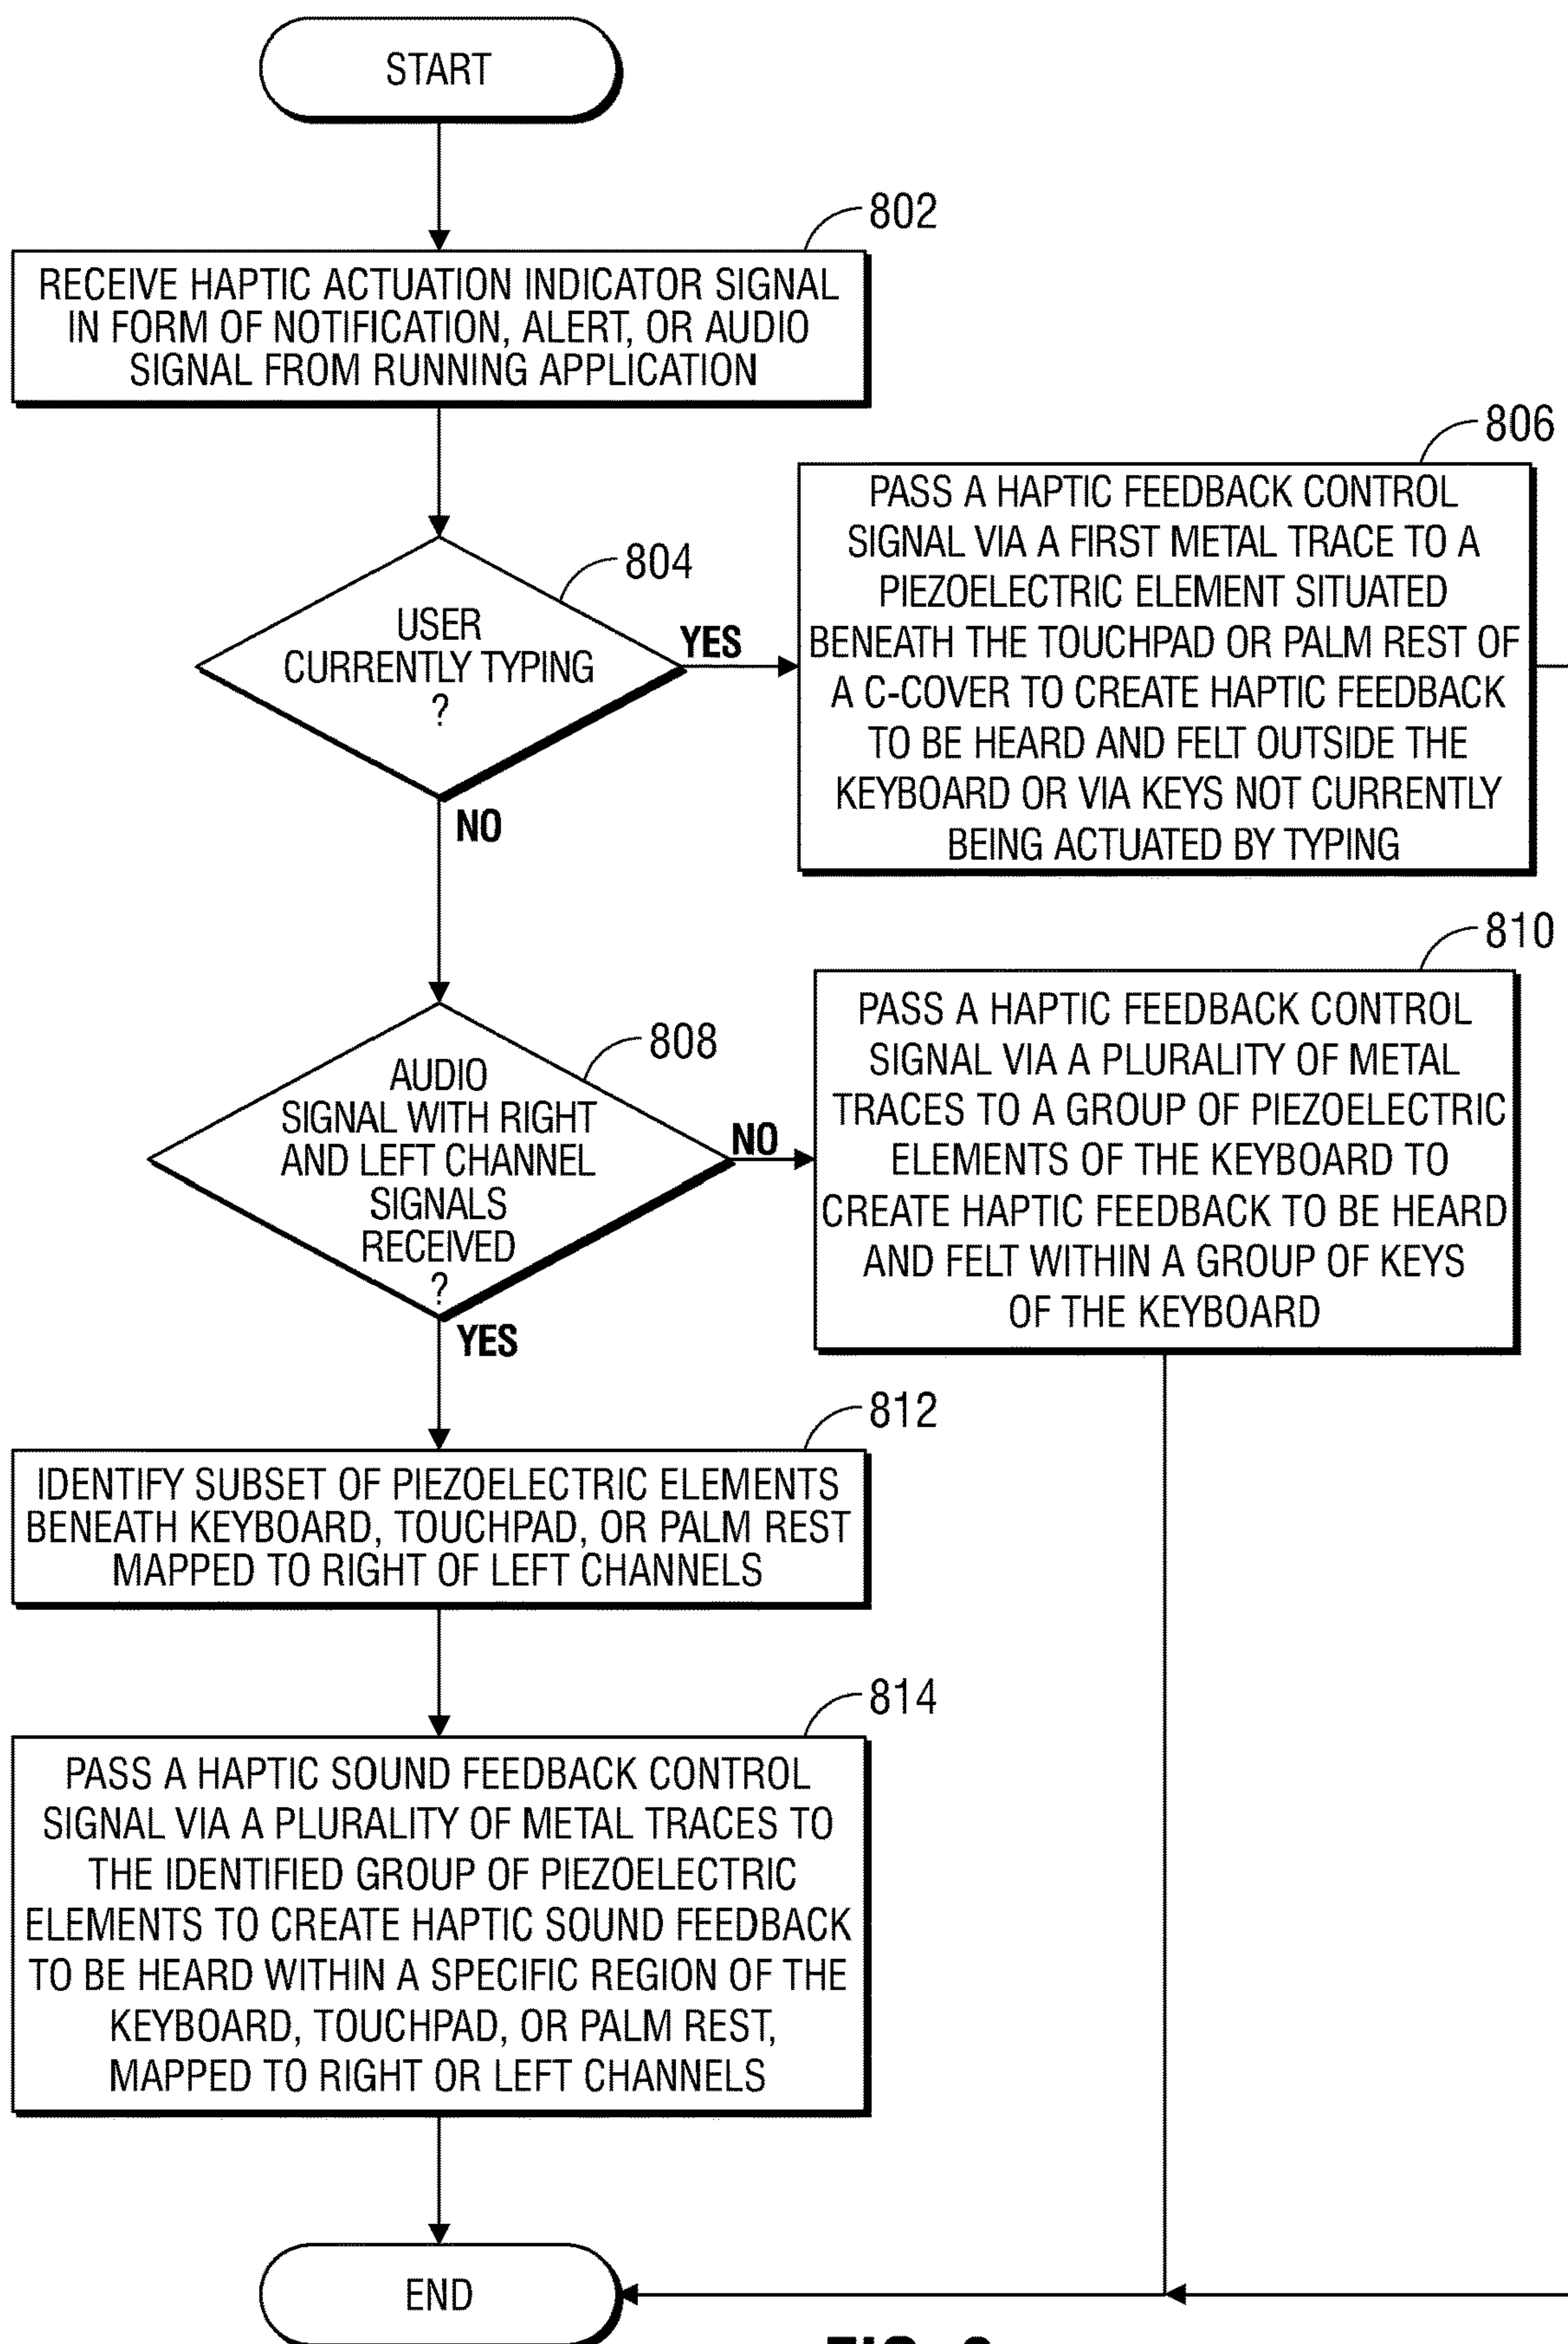 START
802
RECEIVE HAPTIC ACTUATION INDICATOR SIGNAL
IN FORM OF NOTIFICATION, ALERT, OR AUDIO
SIGNAL FROM RUNNING APPLICATION
804
USER
CURRENTLY TYPING
?
YES
NO
806
PASS A HAPTIC FEEDBACK CONTROL
SIGNAL VIA A FIRST METAL TRACE TO A
PIEZOELECTRIC ELEMENT SITUATED
BENEATH THE TOUCHPAD OR PALM REST OF
A C-COVER TO CREATE HAPTIC FEEDBACK
TO BE HEARD AND FELT OUTSIDE THE
KEYBOARD OR VIA KEYS NOT CURRENTLY
BEING ACTUATED BY TYPING
808
AUDIO
SIGNAL WITH RIGHT
AND LEFT CHANNEL
SIGNALS
RECEIVED
?
NO
YES
810
PASS A HAPTIC FEEDBACK CONTROL
SIGNAL VIA A PLURALITY OF METAL
TRACES TO A GROUP OF PIEZOELECTRIC
ELEMENTS OF THE KEYBOARD TO
CREATE HAPTIC FEEDBACK TO BE HEARD
AND FELT WITHIN A GROUP OF KEYS
OF THE KEYBOARD
812
IDENTIFY SUBSET OF PIEZOELECTRIC ELEMENTS
BENEATH KEYBOARD, TOUCHPAD, OR PALM REST
MAPPED TO RIGHT OF LEFT CHANNELS
814
PASS A HAPTIC SOUND FEEDBACK CONTROL
SIGNAL VIA A PLURALITY OF METAL TRACES TO
THE IDENTIFIED GROUP OF PIEZOELECTRIC
ELEMENTS TO CREATE HAPTIC SOUND FEEDBACK
TO BE HEARD WITHIN A SPECIFIC REGION OF THE
KEYBOARD, TOUCHPAD, OR PALM REST,
MAPPED TO RIGHT OR LEFT CHANNELS
END